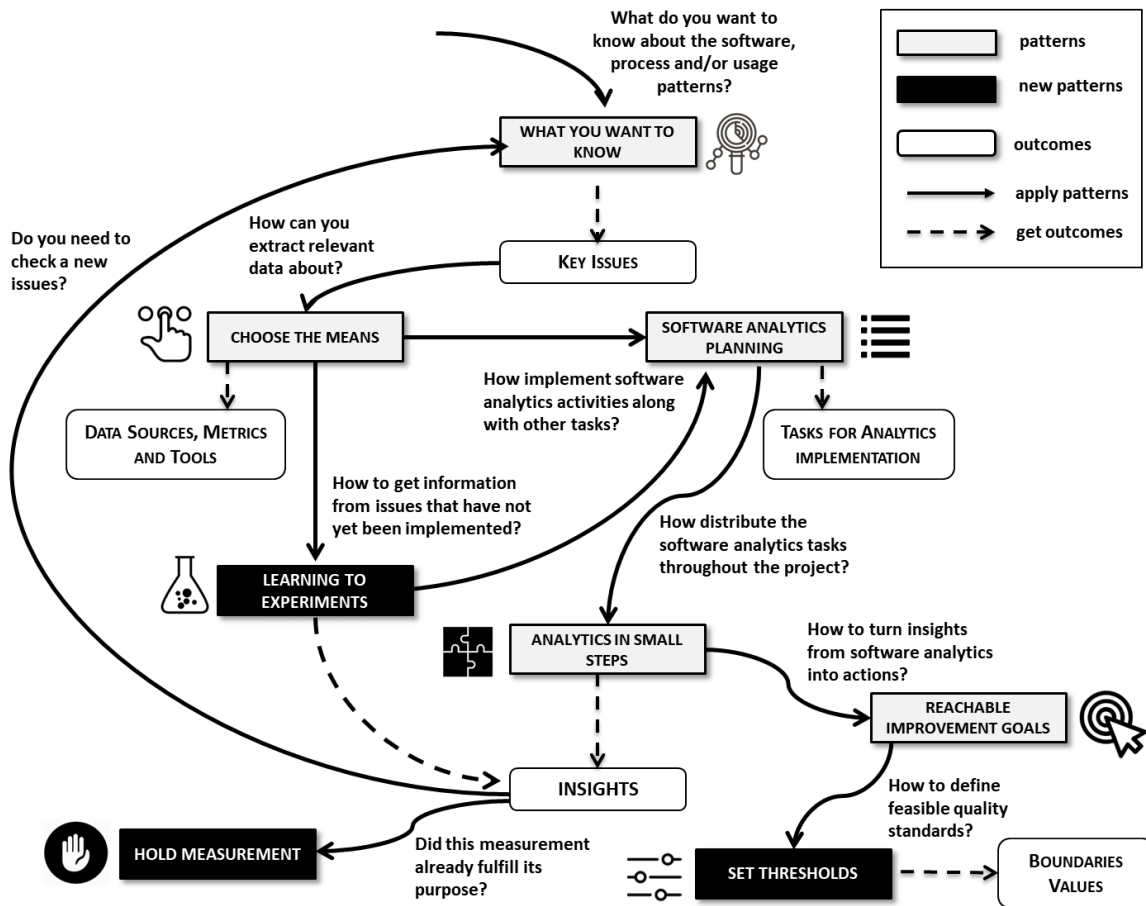 What do you want to
know about the software,
process and/or usage
patterns?
patterns
new patterns
outcomes
apply patterns
get outcomes
WHAT YOU WANT TO
KNOW
Do you need to
check a new
issues?
How can you
extract relevant
data about?
KEY ISSUES
CHOOSE THE MEANS
SOFTWARE ANALYTICS
PLANNING
How implement software
analytics activities along
with other tasks?
DATA SOURCES, METRICS
AND TOOLS
TASKS FOR ANALYTICS
IMPLEMENTATION
How to get information
from issues that have not
yet been implemented?
How distribute the
software analytics tasks
throughout the project?
LEARNING TO
EXPERIMENTS
ANALYTICS IN SMALL
STEPS
How to turn insights
from software analytics
into actions?
REACHABLE
IMPROVEMENT GOALS
INSIGHTS
How to define
feasible quality
standards?
HOLD MEASUREMENT
Did this measurement
already fulfill its
purpose?
SET THRESHOLDS
BOUNDARIES
VALUES